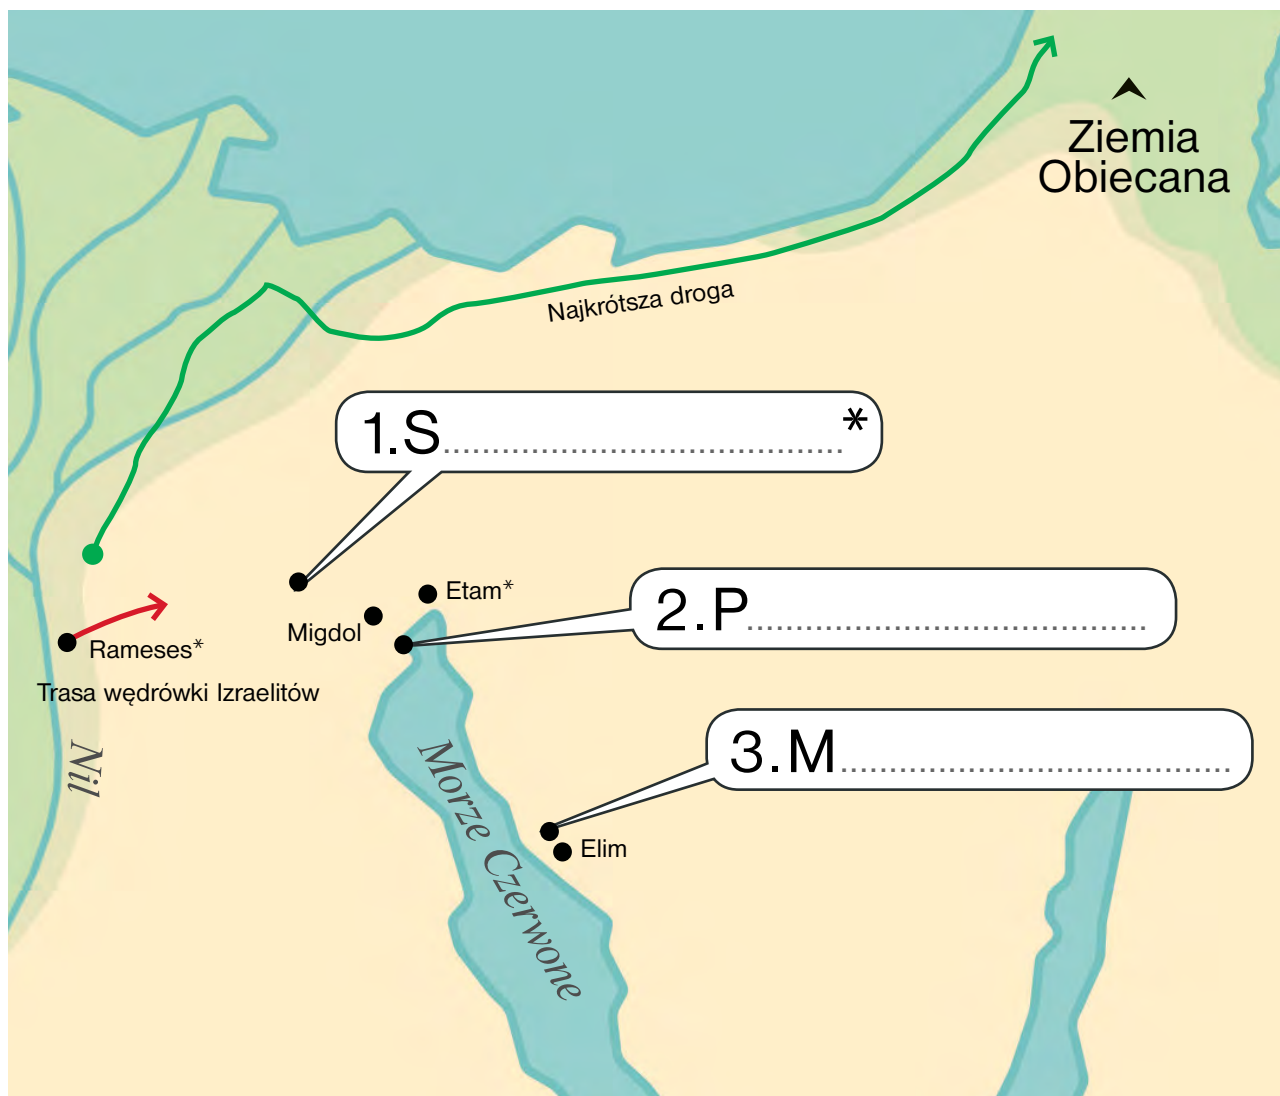 Ziemia
Obiecana
Najkrótsza droga
1.S........................................*
Etam*
2.P........................................
Migdol
Rameses*
Trasa wędrówki Izraelitów
Nil
3.M........................................
Morze Czerwone
Elim